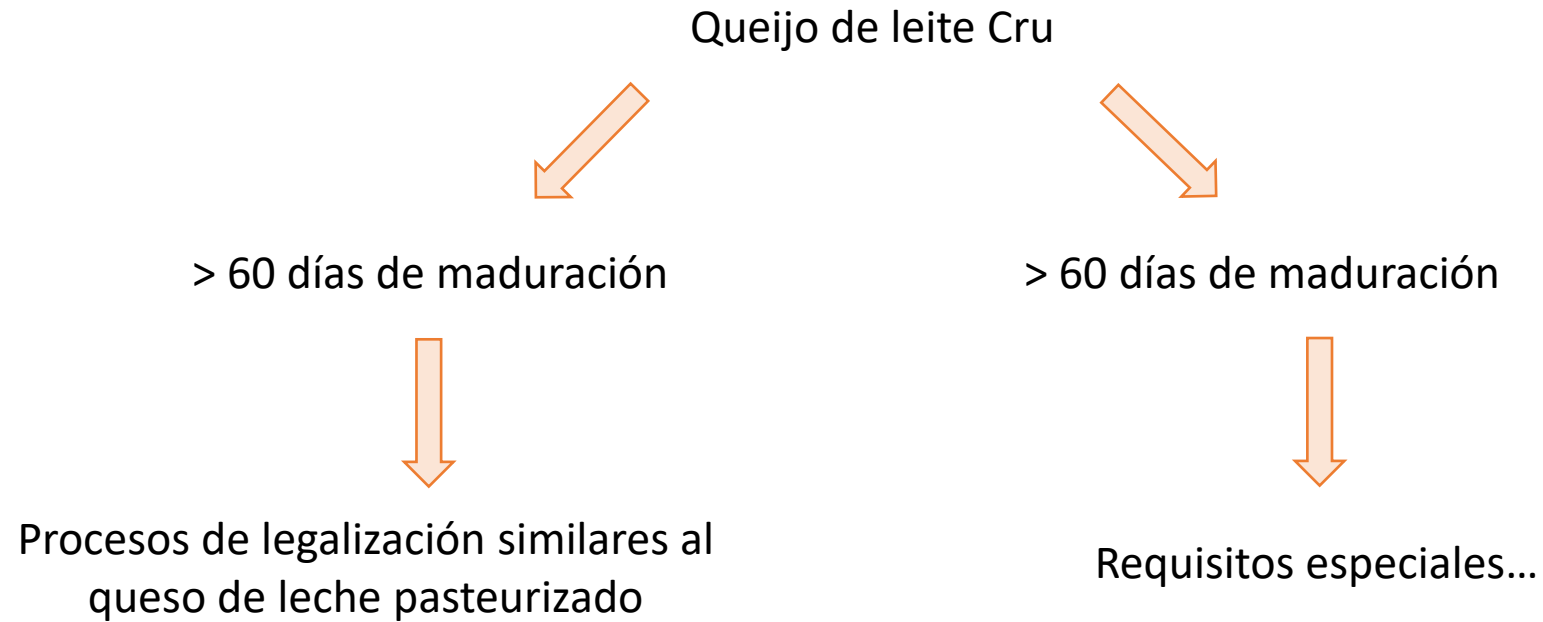 Queijo de leite Cru
> 60 días de maduración
> 60 días de maduración
Procesos de legalización similares al
queso de leche pasteurizado
Requisitos especiales…